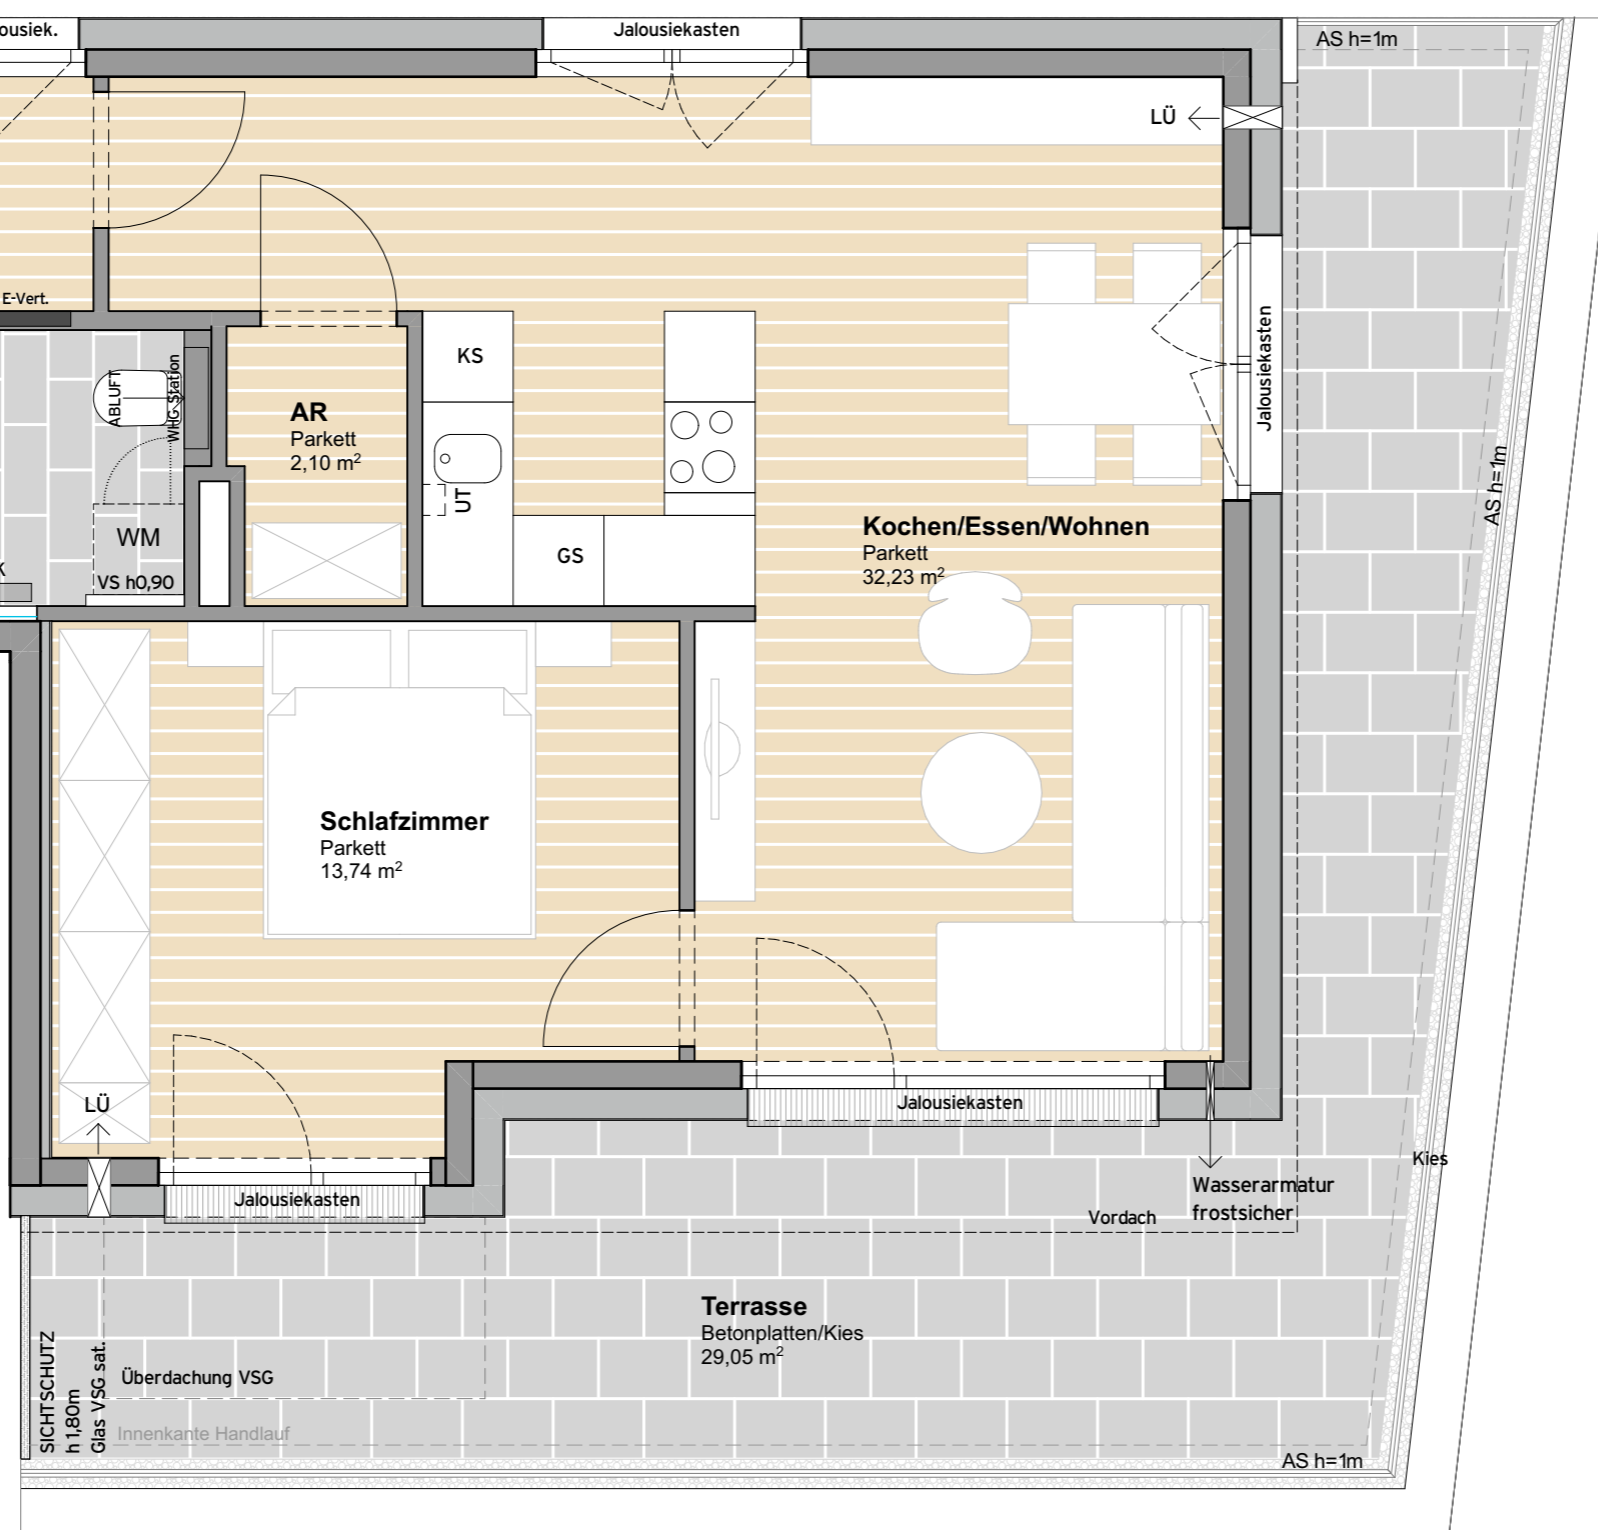 ousiek.
Jalousiekasten
AS h=1m
LÜ
E-Vert.
Jalousiekasten
KS
ABLUFT
WHG-Station
AR
Parkett
2,10 m²
UT
AS h=1m
Kochen/Essen/Wohnen
Parkett
32,23 m²
WM
GS
K
VS h0,90
Schlafzimmer
Parkett
13,74 m²
LÜ
Jalousiekasten
Kies
Wasserarmatur
frostsicher
Jalousiekasten
Vordach
Terrasse
Betonplatten/Kies
29,05 m²
SICHTSCHUTZ
h 1,80m
Glas VSG sat.
Überdachung VSG
Innenkante Handlauf
AS h=1m